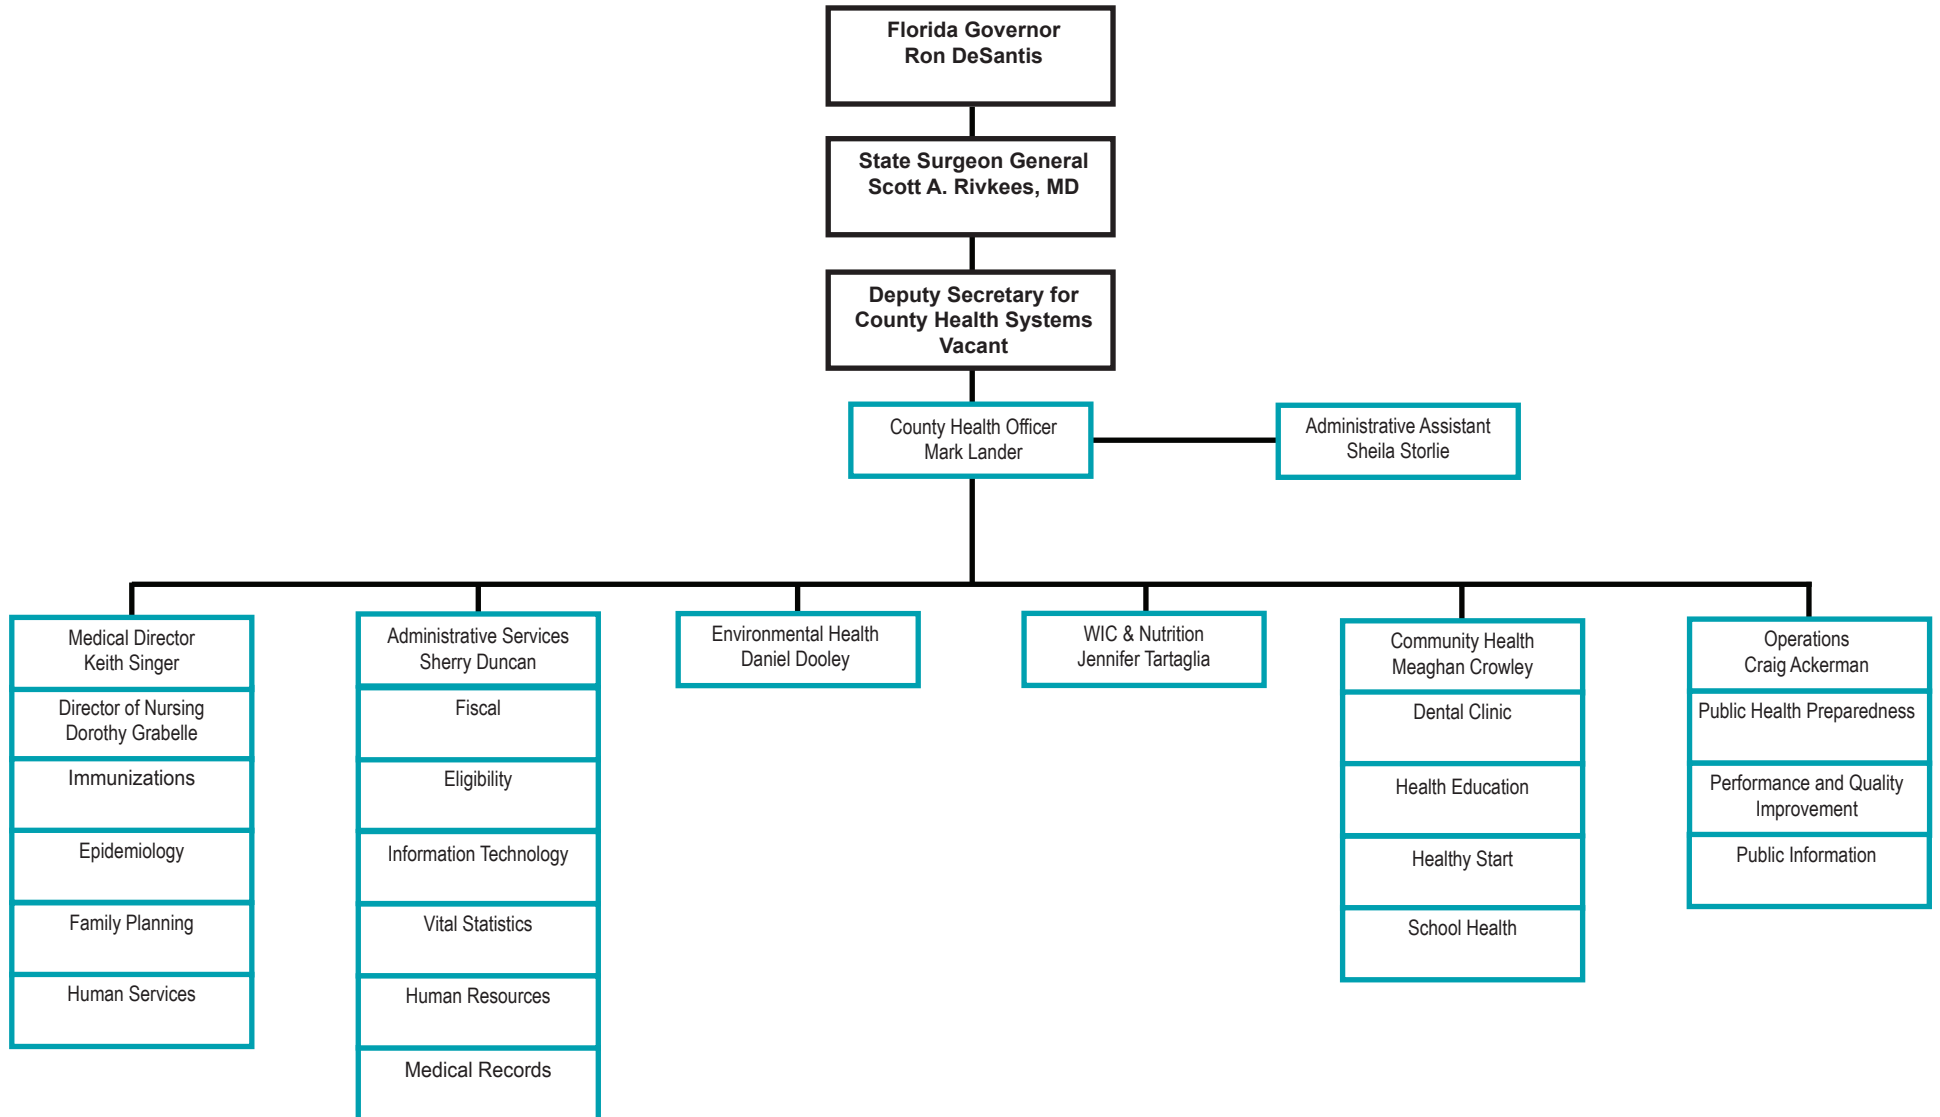 Florida Governor
Ron DeSantis
State Surgeon General
Scott A. Rivkees, MD
Deputy Secretary for
County Health Systems
Vacant
County Health Officer
Mark Lander
Administrative Assistant
Sheila Storlie
Medical Director
Keith Singer
Director of Nursing
Dorothy Grabelle
Immunizations
Epidemiology
Family Planning
Human Services
Administrative Services
Sherry Duncan
Fiscal
Eligibility
Information Technology
Vital Statistics
Human Resources
Medical Records
Environmental Health
Daniel Dooley
WIC & Nutrition
Jennifer Tartaglia
Community Health
Meaghan Crowley
Dental Clinic
Health Education
Healthy Start
School Health
Operations
Craig Ackerman
Public Health Preparedness
Performance and Quality
Improvement
Public Information